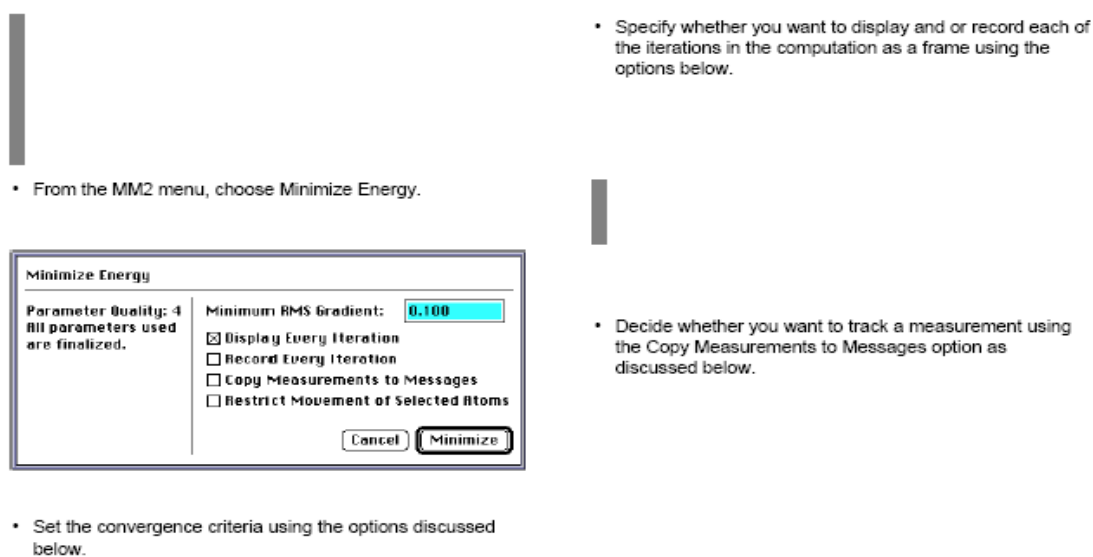 • From the MM2 menu, choose Minimize Energy.
Minimize Energy
Parameter Quality: 4
All parameters used
are finalized.
Minimum RMS Gradient: 0.100
Display Every Iteration
Record Every Iteration
Copy Measurements to Messages
Restrict Movement of Selected Atoms
Cancel Minimize
• Set the convergence criteria using the options discussed
below.
• Specify whether you want to display and or record each of
the iterations in the computation as a frame using the
options below.
• Decide whether you want to track a measurement using
the Copy Measurements to Messages option as
discussed below.